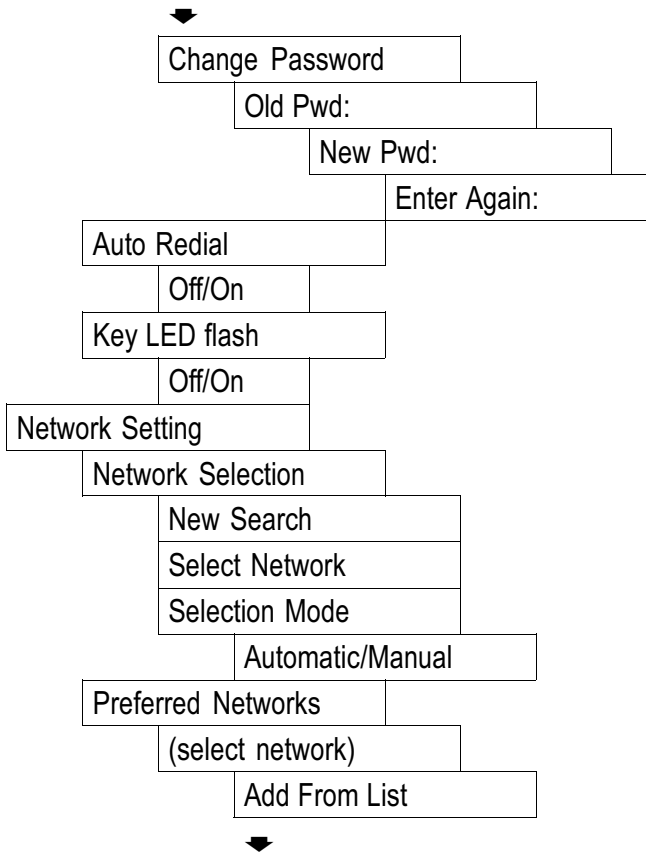 Change Password
Old Pwd:
New Pwd:
Enter Again:
Auto Redial
Off/On
Key LED flash
Off/On
Network Setting
Network Selection
New Search
Select Network
Selection Mode
Automatic/Manual
Preferred Networks
(select network)
Add From List